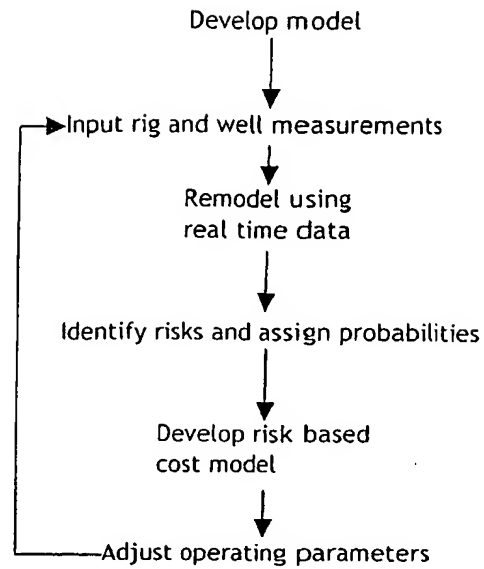 Develop model
Input rig and well measurements
Remodel using
real time data
Identify risks and assign probabilities
Develop risk based
cost model
Adjust operating parameters